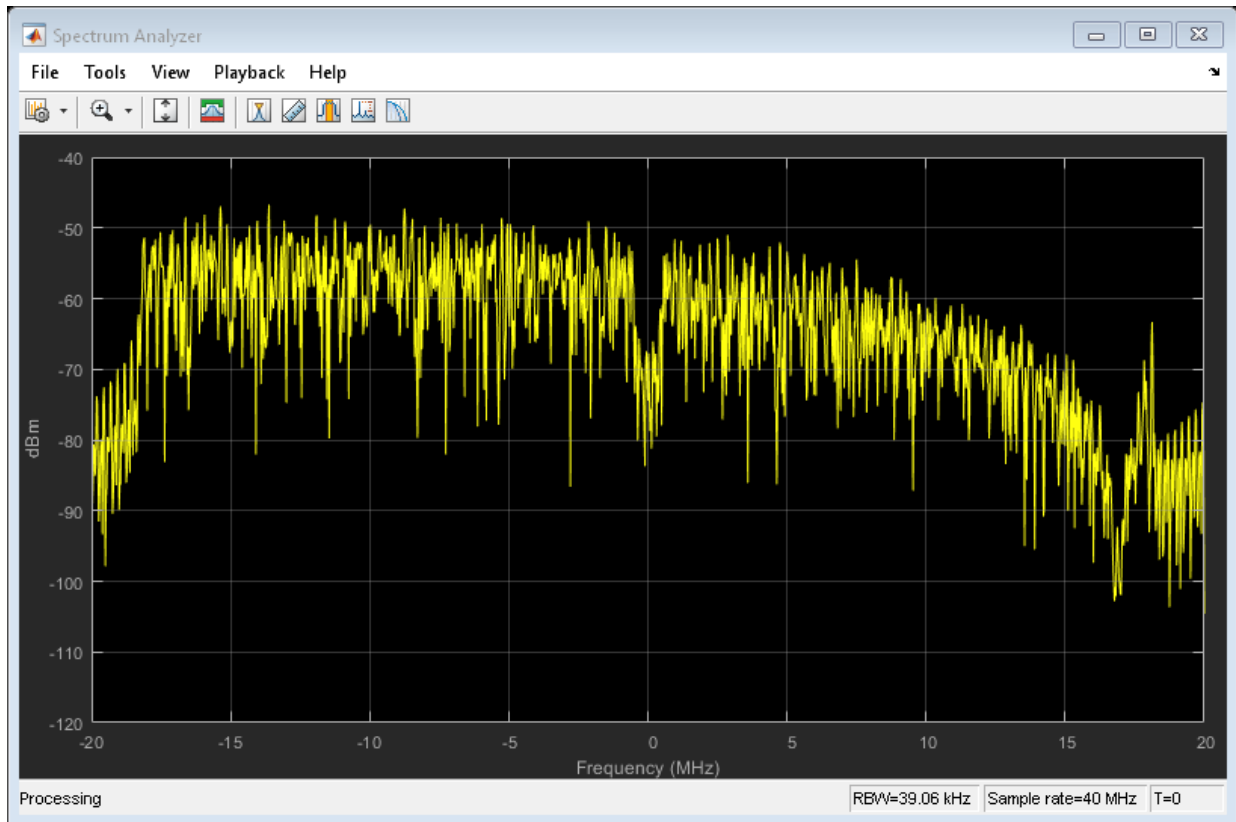 Spectrum Analyzer
File Tools View Playback Help
-40
-50
-60
-70
-80
-90
-100
-110
-120
dBm
-20 -15 -10 -5 0 5 10 15 20
Frequency (MHz)
Processing RBW=39.06 kHz Sample rate=40 MHz T=0